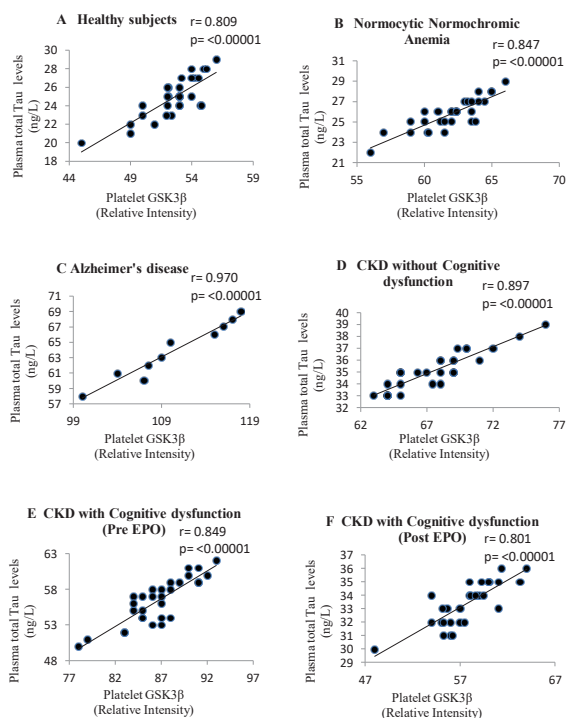 A Healthy subjects
r= 0.809
p= <0.00001
Plasma total Tau levels
(ng/L)
30
28
26
24
22
20
18
44
49
54
59
Platelet GSK3β
(Relative Intensity)
B Normocytic Normochromic
Anemia
r= 0.847
p= <0.00001
Plasma total Tau levels
(ng/L)
31
29
27
25
23
21
55
60
65
70
Platelet GSK3β
(Relative Intensity)
C Alzheimer's disease
r= 0.970
p= <0.00001
Plasma total Tau levels
(ng/L)
71
69
67
65
63
61
59
57
99
109
119
Platelet GSK3β
(Relative Intensity)
D CKD without Cognitive
dysfunction
r= 0.897
p= <0.00001
Plasma total Tau levels
(ng/L)
40
39
38
37
36
35
34
33
32
62
67
72
77
Platelet GSK3β
(Relative Intensity)
E CKD with Cognitive dysfunction
(Pre EPO)
r= 0.849
p= <0.00001
Plasma total Tau levels
(ng/L)
63
58
53
48
77
82
87
92
97
Platelet GSK3β
(Relative Intensity)
F CKD with Cognitive dysfunction
(Post EPO)
r= 0.801
p= <0.00001
Plasma total Tau levels
(ng/L)
37
36
35
34
33
32
31
30
29
47
57
67
Platelet GSK3β
(Relative Intensity)